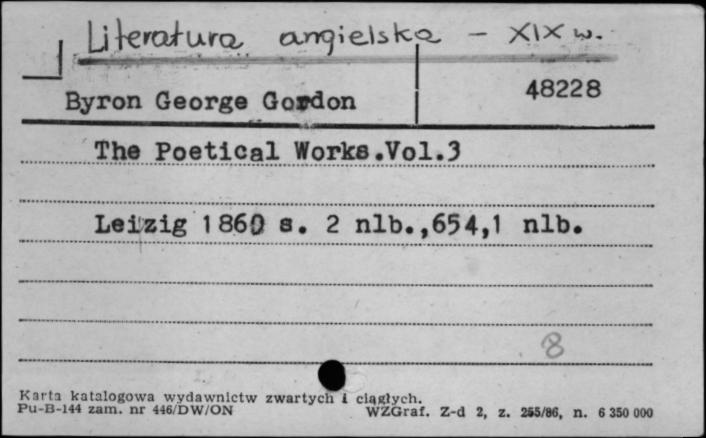 Literatura angielska - XIX w.
Byron George Gordon 48228
The Poetical Works.Vol.3
Leipzig 1860 s. 2 nlb.,654,1 nlb.
8
Karta katalogowa wydawnictw zwartych i ciągłych.
Pu-B-144 zam. nr 446/DW/ON WZGraf. Z-d 2, z. 255/86, n. 6 350 000